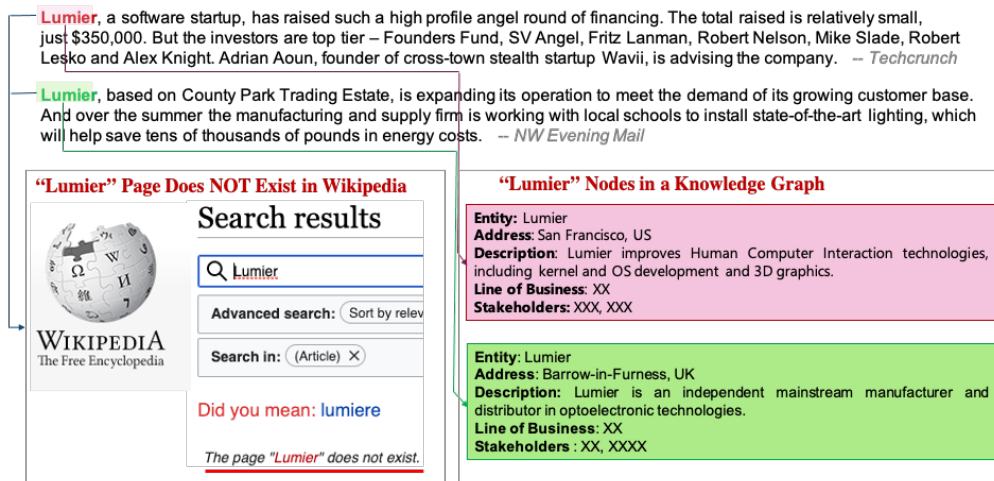 Lumier, a software startup, has raised such a high profile angel round of financing. The total raised is relatively small,
just $350,000. But the investors are top tier – Founders Fund, SV Angel, Fritz Lanman, Robert Nelson, Mike Slade, Robert
Lesko and Alex Knight. Adrian Aoun, founder of cross-town stealth startup Wavii, is advising the company. -- Techcrunch
Lumier, based on County Park Trading Estate, is expanding its operation to meet the demand of its growing customer base.
And over the summer the manufacturing and supply firm is working with local schools to install state-of-the-art lighting, which
will help save tens of thousands of pounds in energy costs. -- NW Evening Mail
“Lumier” Page Does NOT Exist in Wikipedia
Ω
W
И
WIKIPEDIA
The Free Encyclopedia
Search results
Lumier
Advanced search: Sort by relev
Search in: (Article) ✕
Did you mean: lumiere
The page "Lumier" does not exist.
“Lumier” Nodes in a Knowledge Graph
Entity: Lumier
Address: San Francisco, US
Description: Lumier improves Human Computer Interaction technologies,
including kernel and OS development and 3D graphics.
Line of Business: XX
Stakeholders: XXX, XXX
Entity: Lumier
Address: Barrow-in-Furness, UK
Description: Lumier is an independent mainstream manufacturer and
distributor in optoelectronic technologies.
Line of Business: XX
Stakeholders : XX, XXXX